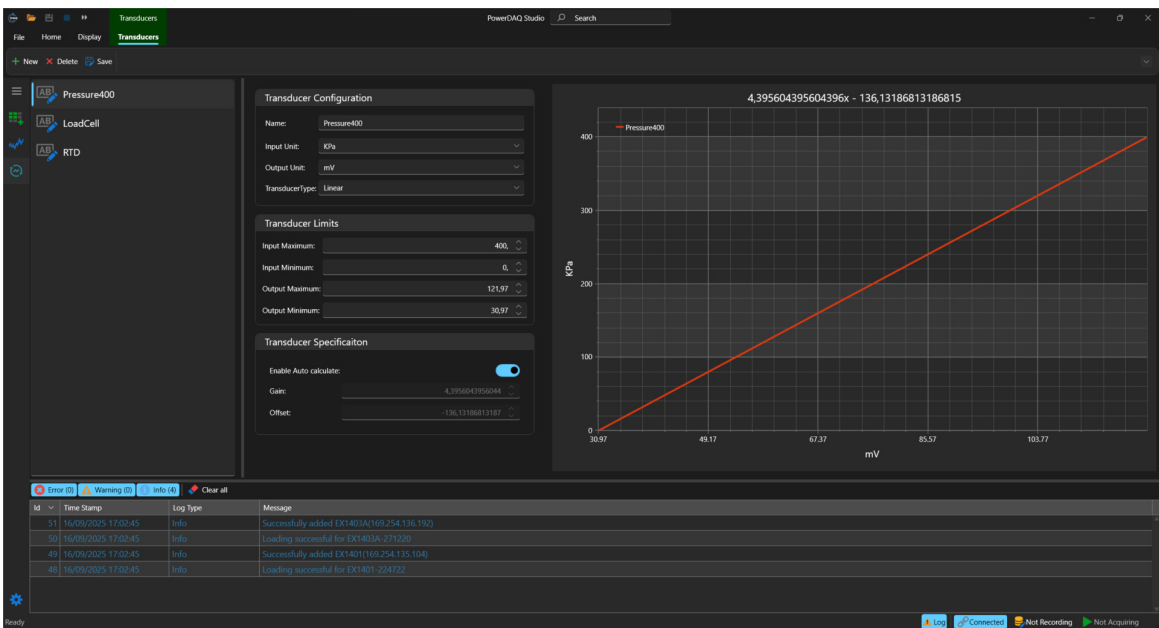 Transducers
PowerDAQ Studio
Search
File Home Display Transducers
New Delete Save
Pressure400
LoadCell
RTD
Transducer Configuration
Name: Pressure400
Input Unit: KPa
Output Unit: mV
TransducerType: Linear
Transducer Limits
Input Maximum: 400,
Input Minimum: 0,
Output Maximum: 121,97
Output Minimum: 30,97
Transducer Specificaiton
Enable Auto calculate:
Gain: 4,3956043956044
Offset: -136,13186813187
4,395604395604396x - 136,13186813186815
Pressure400
400
300
200
100
0
KPa
30.97 49.17 67.37 85.57 103.77
mV
Error (0) Warning (0) Info (4) Clear all
Id Time Stamp Log Type Message
51 16/09/2025 17:02:45 Info Successfully added EX1403A(169.254.136.192)
50 16/09/2025 17:02:45 Info Loading successful for EX1403A-271220
49 16/09/2025 17:02:45 Info Successfully added EX1401(169.254.135.104)
48 16/09/2025 17:02:45 Info Loading successful for EX1401-224722
Ready
Log Connected Not Recording Not Acquiring